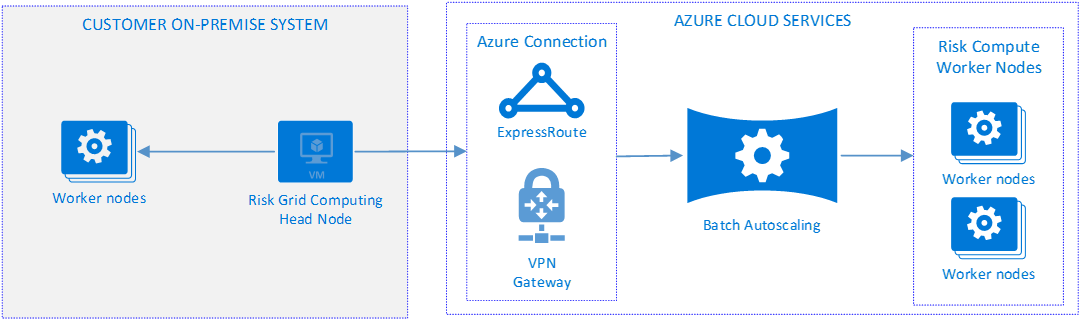 CUSTOMER ON-PREMISE SYSTEM
Worker nodes
VM
Risk Grid Computing
Head Node
AZURE CLOUD SERVICES
Azure Connection
ExpressRoute
VPN
Gateway
Batch Autoscaling
Risk Compute
Worker Nodes
Worker nodes
Worker nodes